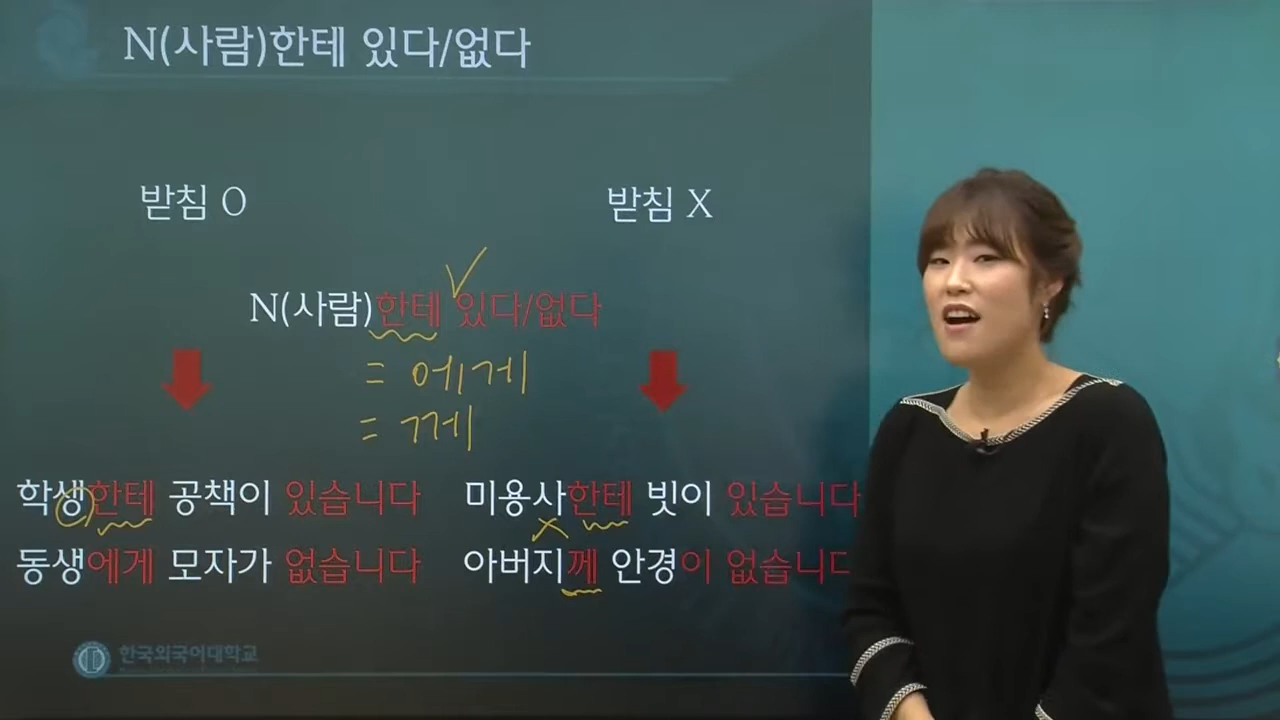 N(사람)한테 있다/없다
받침 O
받침 X
N(사람)한테 있다/없다
= 에게
= 께
학생한테 공책이 있습니다
미용사한테 빗이 있습니다
동생에게 모자가 없습니다
아버지께 안경이 없습니다
한국외국어대학교